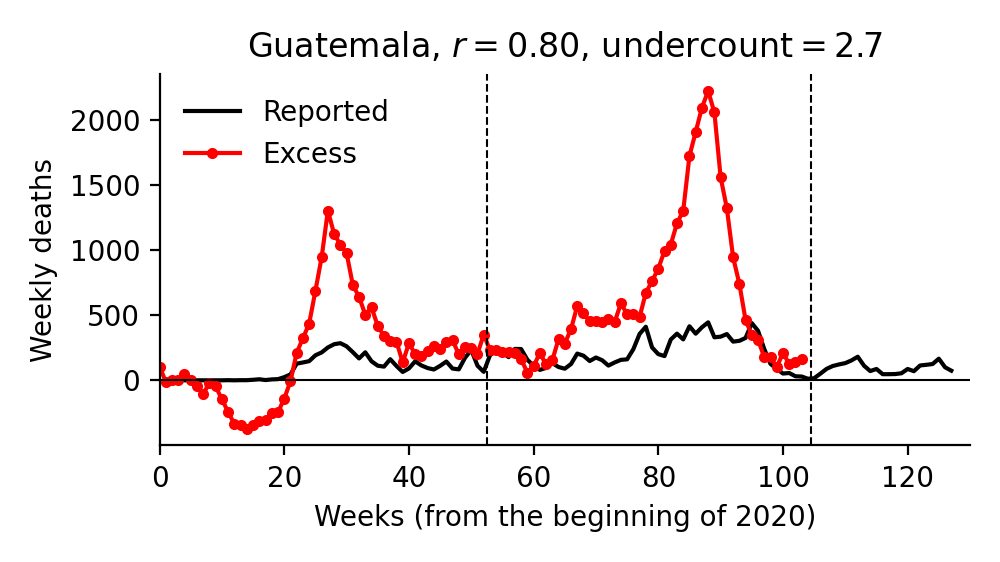 Guatemala, r = 0.80, undercount = 2.7
Reported
Excess
Weekly deaths
2000
1500
1000
500
0
0 20 40 60 80 100 120
Weeks (from the beginning of 2020)